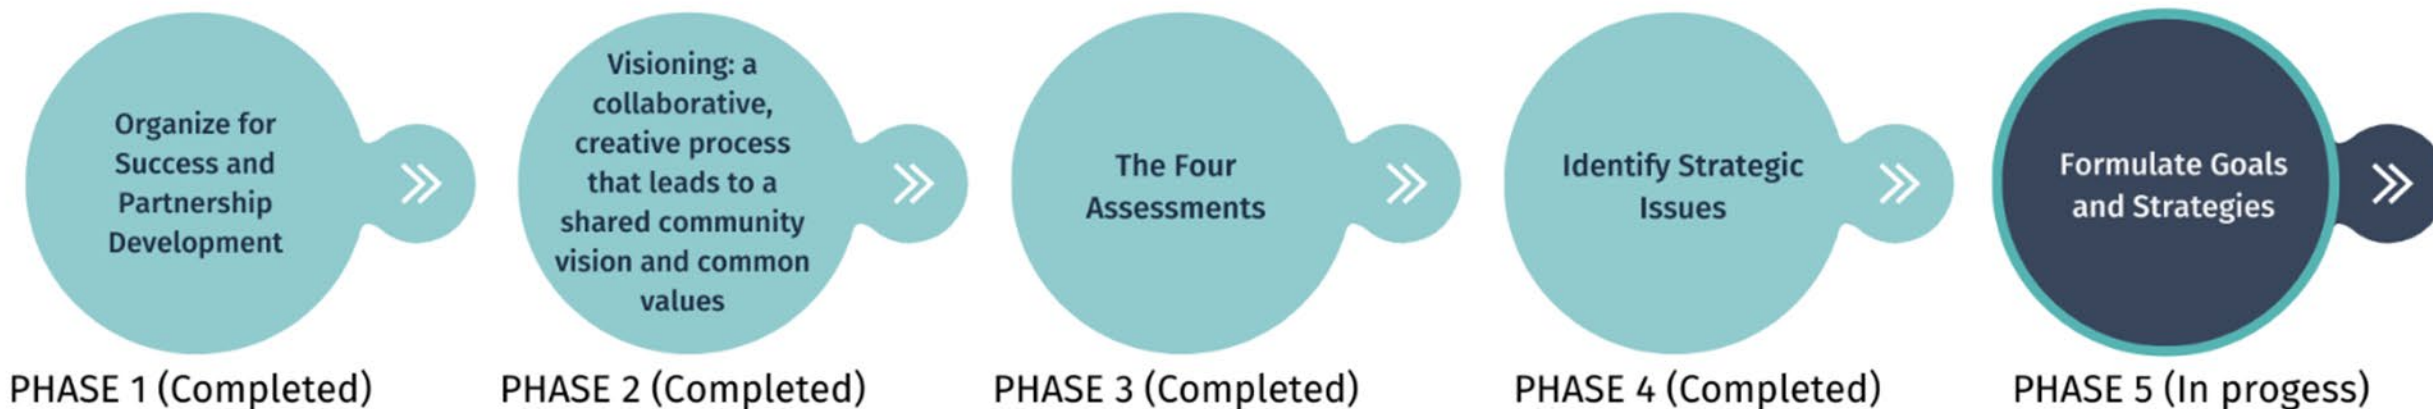 Organize for
Success and
Partnership
Development
Visioning: a
collaborative,
creative process
that leads to a
shared community
vision and common
values
The Four
Assessments
Identify Strategic
Issues
Formulate Goals
and Strategies
PHASE 1 (Completed)
PHASE 2 (Completed)
PHASE 3 (Completed)
PHASE 4 (Completed)
PHASE 5 (In progess)